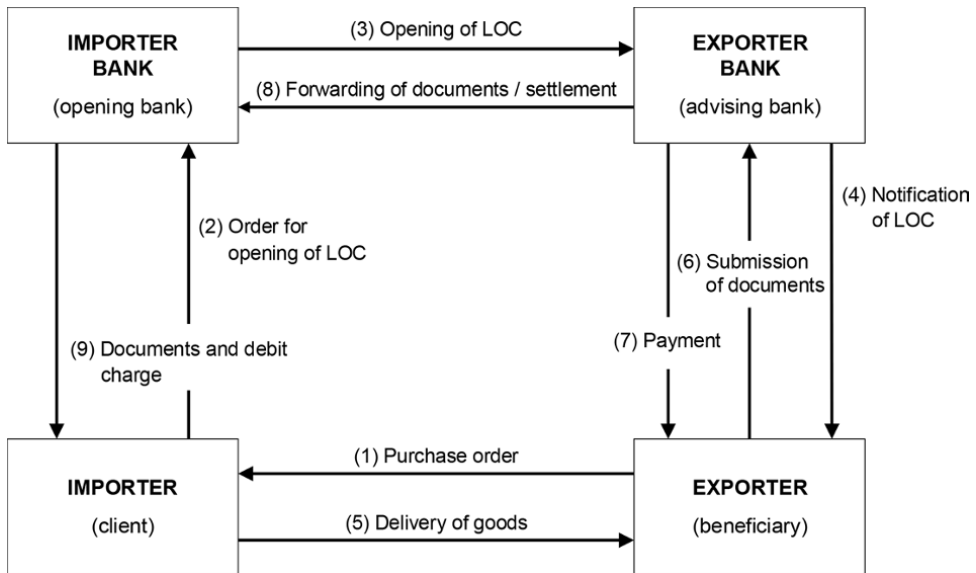 IMPORTER
BANK
(opening bank)
(3) Opening of LOC
(8) Forwarding of documents / settlement
EXPORTER
BANK
(advising bank)
(2) Order for
opening of LOC
(4) Notification
of LOC
(6) Submission
of documents
(7) Payment
(9) Documents and debit
charge
IMPORTER
(client)
(1) Purchase order
(5) Delivery of goods
EXPORTER
(beneficiary)